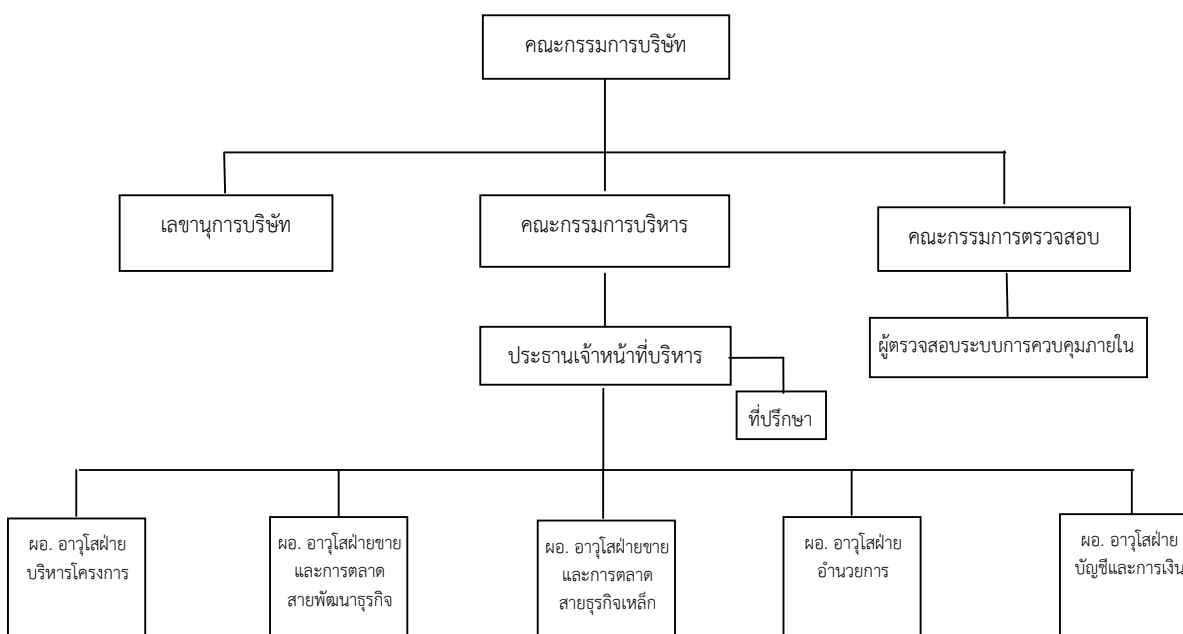 คณะกรรมการบริษัท
เลขานุการบริษัท
คณะกรรมการบริหาร
คณะกรรมการตรวจสอบ
ประธานเจ้าหน้าที่บริหาร
ผู้ตรวจสอบระบบการควบคุมภายใน
ที่ปรึกษา
ผอ. อาวุโสฝ่าย
บริหารโครงการ
ผอ. อาวุโสฝ่ายขาย
และการตลาด
สายพัฒนาธุรกิจ
ผอ. อาวุโสฝ่ายขาย
และการตลาด
สายธุรกิจเหล็ก
ผอ. อาวุโสฝ่าย
อำนวยการ
ผอ. อาวุโสฝ่าย
บัญชีและการเงิน